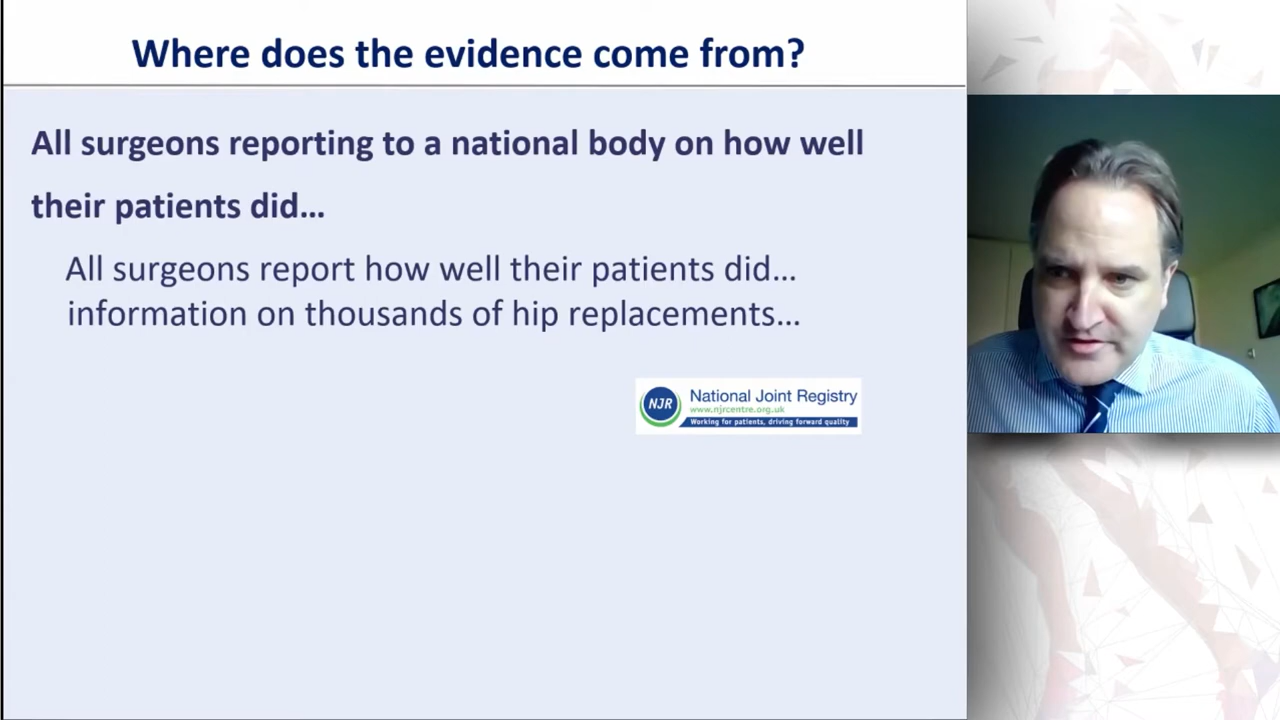 Where does the evidence come from?
All surgeons reporting to a national body on how well
their patients did...
All surgeons report how well their patients did...
information on thousands of hip replacements...
NJR
National Joint Registry
www.njrcentre.org.uk
Working for patients, driving forward quality